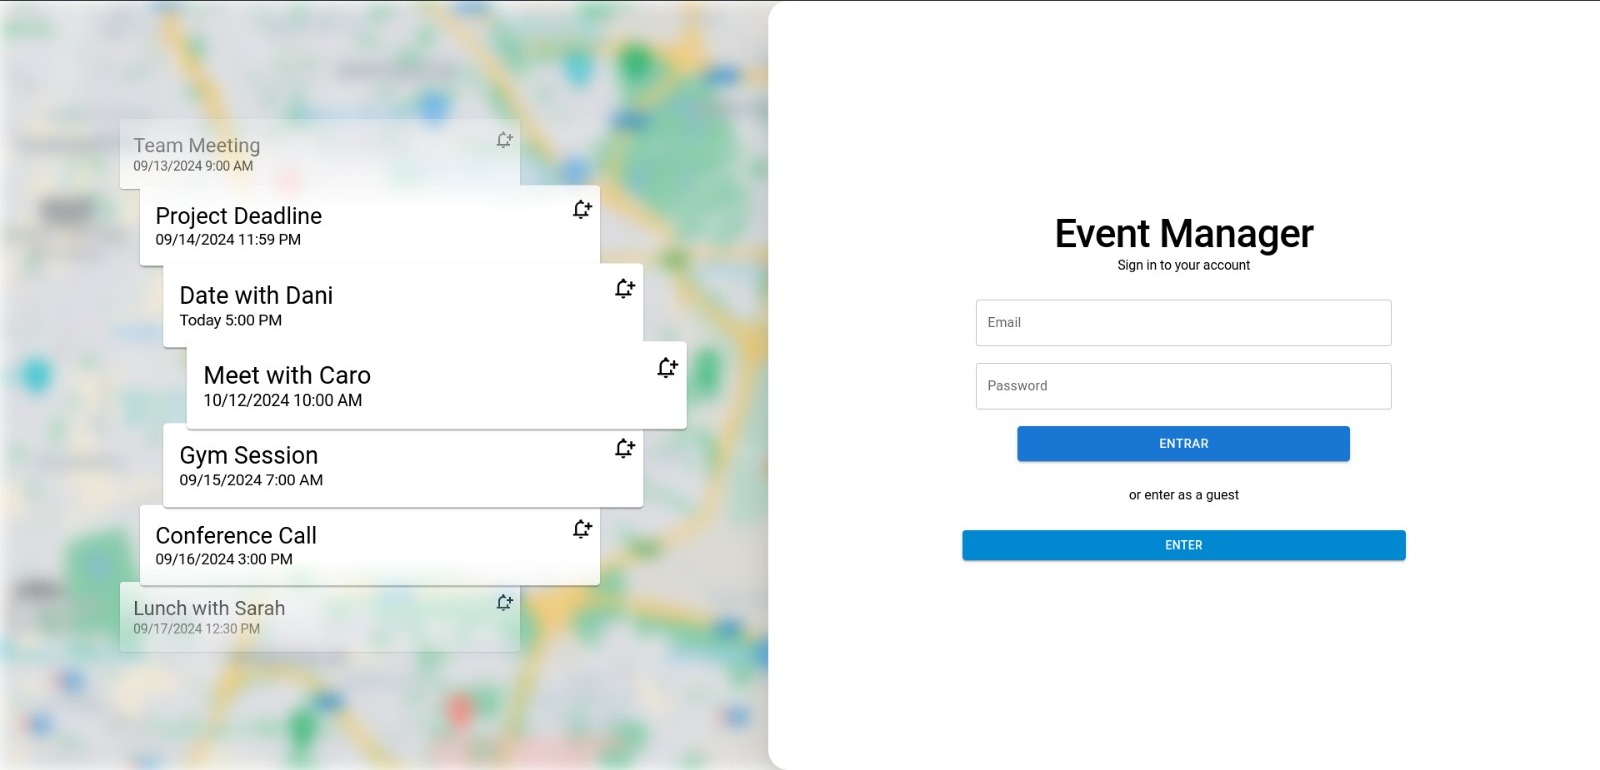 Team Meeting
09/13/2024 9:00 AM
Project Deadline
09/14/2024 11:59 PM
Date with Dani
Today 5:00 PM
Meet with Caro
10/12/2024 10:00 AM
Gym Session
09/15/2024 7:00 AM
Conference Call
09/16/2024 3:00 PM
Lunch with Sarah
09/17/2024 12:30 PM
Event Manager
Sign in to your account
Email
Password
ENTRAR
or enter as a guest
ENTER